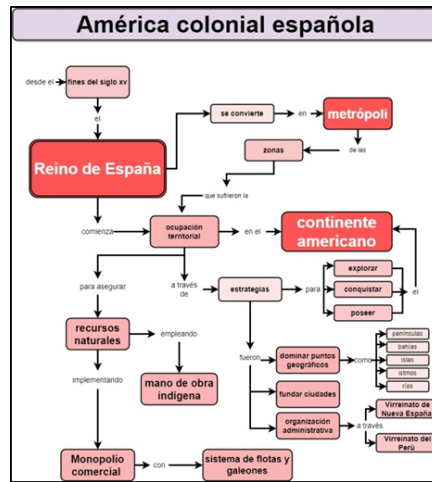 América colonial española
desde el
fines del siglo xv
el
se convierte
en
metrópoli
Reino de España
zonas
de las
que sufrieron la
comienza
ocupación
territorial
en el
continente
americano
para asegurar
a través
de
estrategias
para
explorar
conquistar
poseer
el
recursos
naturales
empleando
mano de obra
indígena
implementando
fueron
dominar puntos
geográficos
como
penínsulas
bahías
islas
istmos
ríos
fundar ciudades
organización
administrativa
a través
Virreinato de
Nueva España
Virreinato del
Perú
Monopolio
comercial
con
sistema de flotas y
galeones